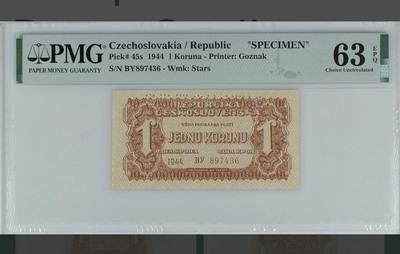 PMG
PAPER MONEY GUARANTY
Czechoslovakia / Republic "SPECIMEN"
Pick# 45s 1944 1 Koruna - Printer: Goznak
S/N BY897436 - Wmk: Stars
63 EPQ
Choice Uncirculated
REPUBLIKA
ČESKOSLOVENSKÁ
1 JEDNU KORUNU 1
1944 BY 897436